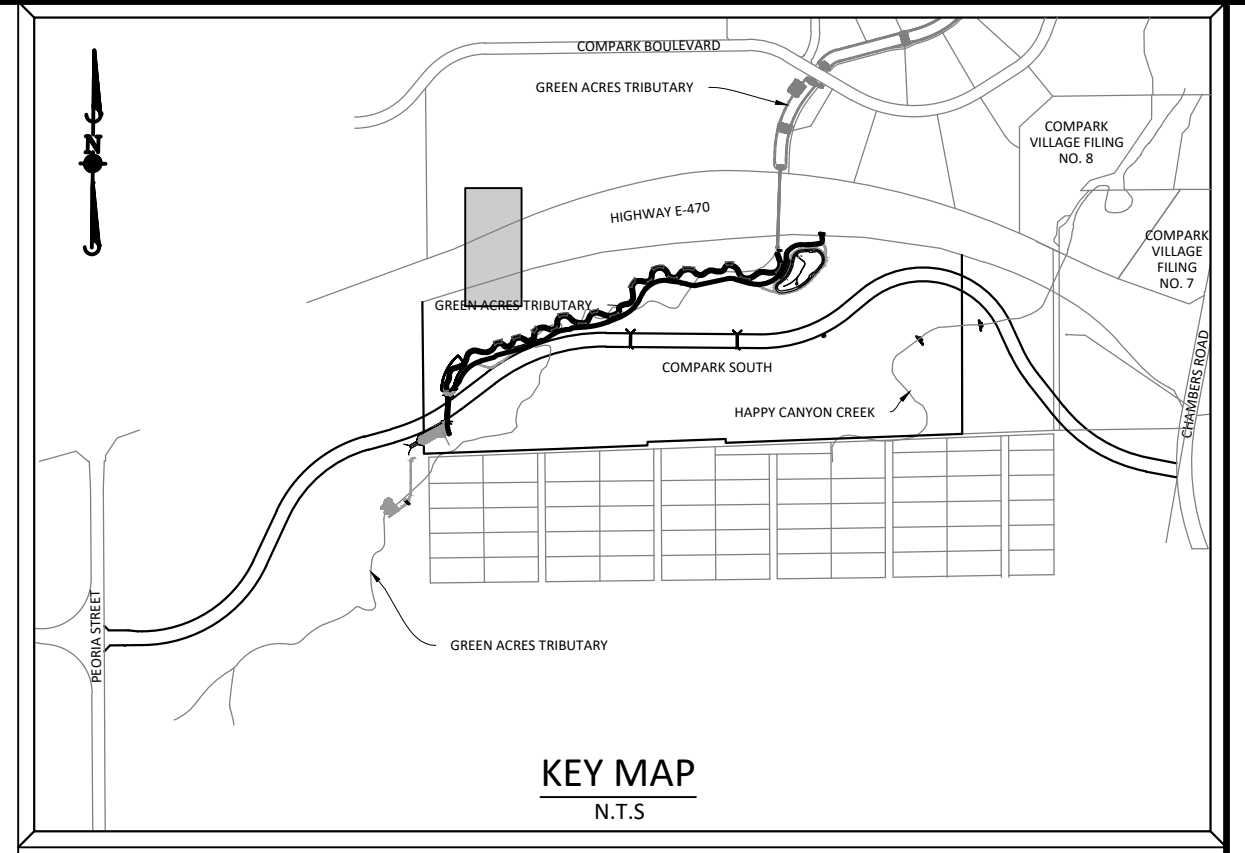 COMPARK BOULEVARD
GREEN ACRES TRIBUTARY
COMPARK
VILLAGE FILING
NO. 8
N
HIGHWAY E-470
COMPARK
VILLAGE
FILING
NO. 7
GREEN ACRES TRIBUTARY
COMPARK SOUTH
CHAMBERS ROAD
HAPPY CANYON CREEK
PEORIA STREET
GREEN ACRES TRIBUTARY
KEY MAP
N.T.S